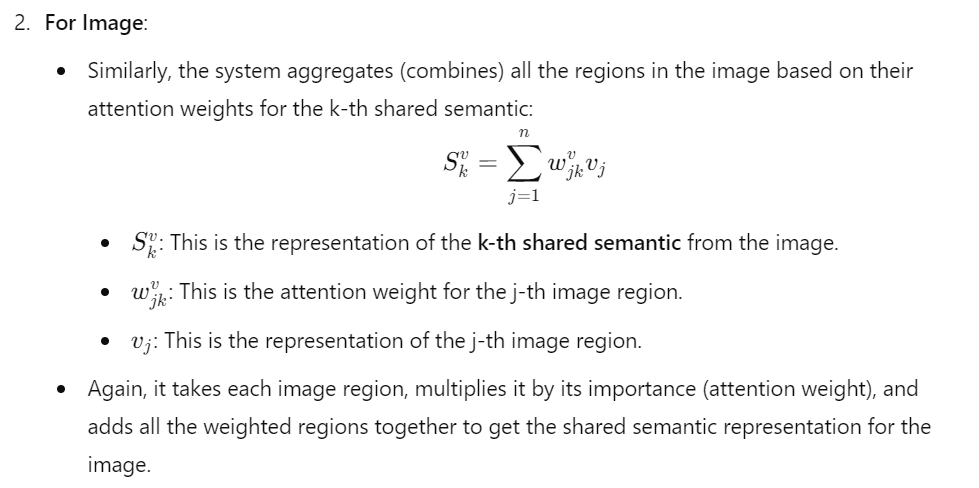 2. For Image:
• Similarly, the system aggregates (combines) all the regions in the image based on their
attention weights for the k-th shared semantic:
$S_k^v = \sum_{j=1}^{n} w_{jk}^v v_j$
• $S_k^v$: This is the representation of the k-th shared semantic from the image.
• $w_{jk}^v$: This is the attention weight for the j-th image region.
• $v_j$: This is the representation of the j-th image region.
• Again, it takes each image region, multiplies it by its importance (attention weight), and
adds all the weighted regions together to get the shared semantic representation for the
image.